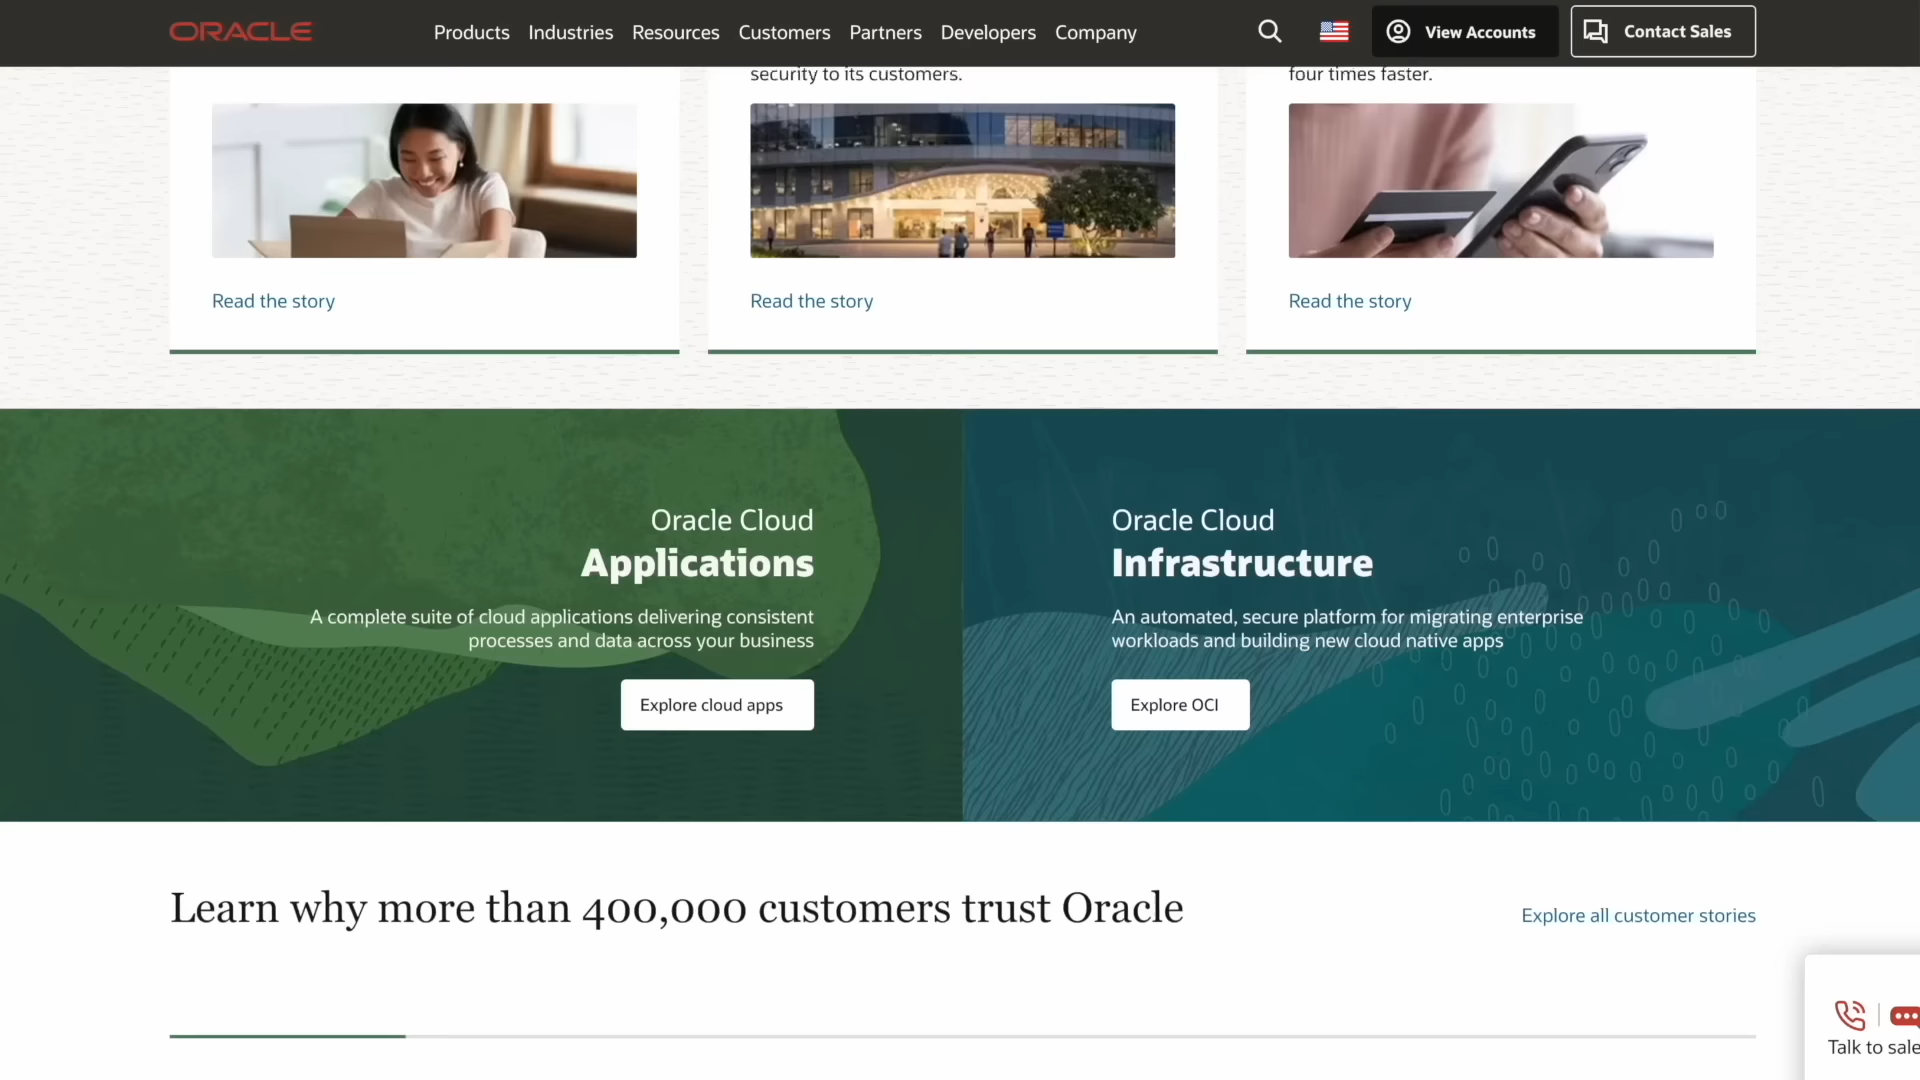 ORACLE
Products Industries Resources Customers Partners Developers Company
View Accounts
Contact Sales
security to its customers.
four times faster.
Read the story
Read the story
Read the story
Oracle Cloud
Applications
A complete suite of cloud applications delivering consistent
processes and data across your business
Explore cloud apps
Oracle Cloud
Infrastructure
An automated, secure platform for migrating enterprise
workloads and building new cloud native apps
Explore OCI
Learn why more than 400,000 customers trust Oracle
Explore all customer stories
Talk to sale